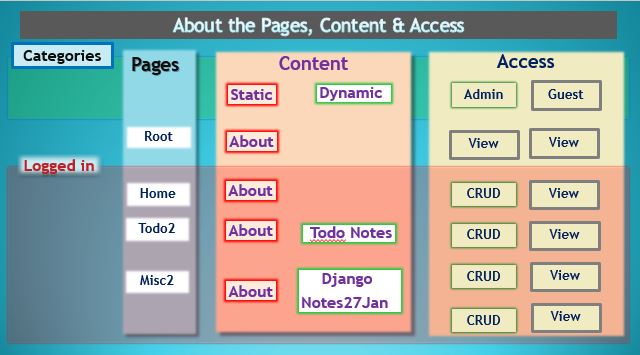 About the Pages, Content & Access
Categories
Pages
Content
Access
Static
Dynamic
Admin
Guest
Root
About
View
View
Logged in
Home
About
CRUD
View
Todo2
About
Todo Notes
CRUD
View
Misc2
About
Django
Notes27Jan
CRUD
View
CRUD
View